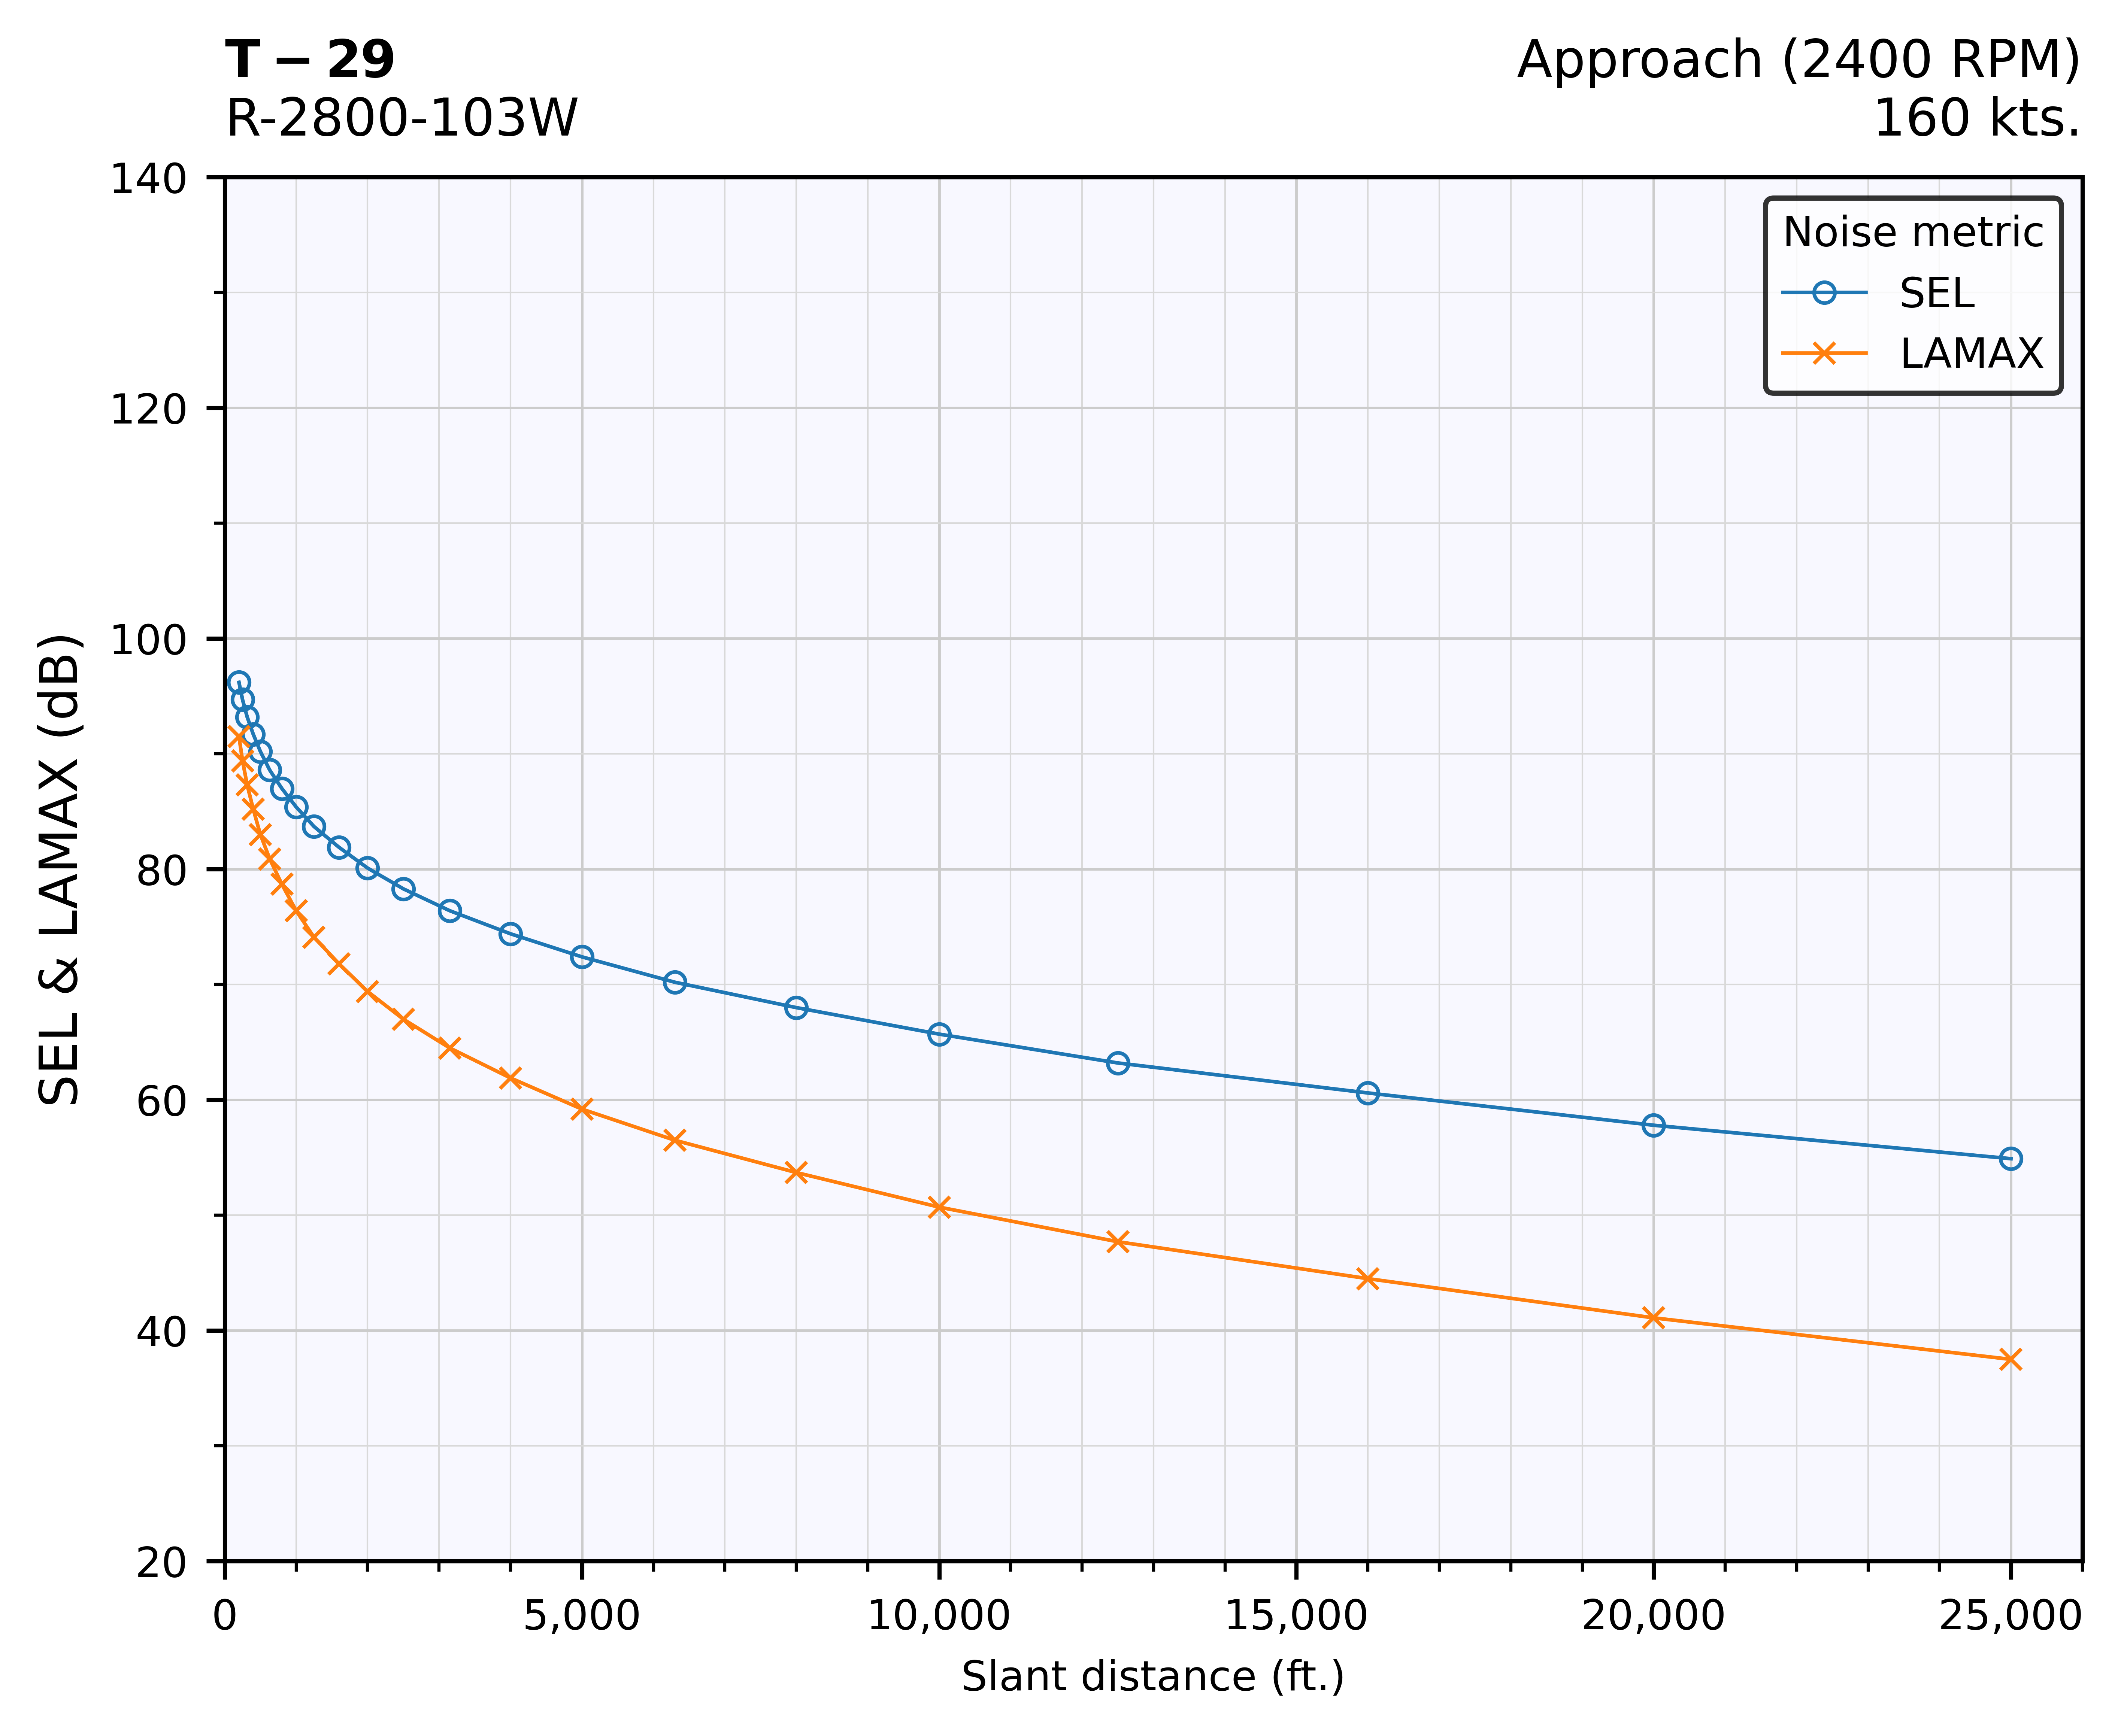 T − 29
R-2800-103W
Approach (2400 RPM)
160 kts.
SEL & LAMAX (dB)
140
120
100
80
60
40
20
Noise metric
SEL
LAMAX
0
5,000
10,000
15,000
20,000
25,000
Slant distance (ft.)